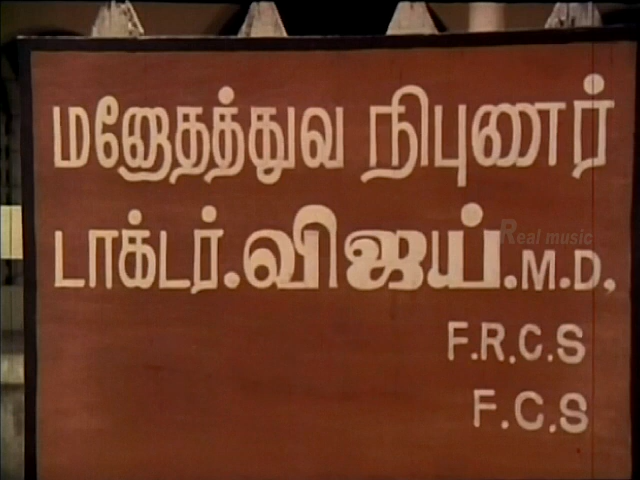 மனோதத்துவ நிபுணர்
டாக்டர்.விஜய்.M.D,
F.R.C.S
F.C.S
Real music